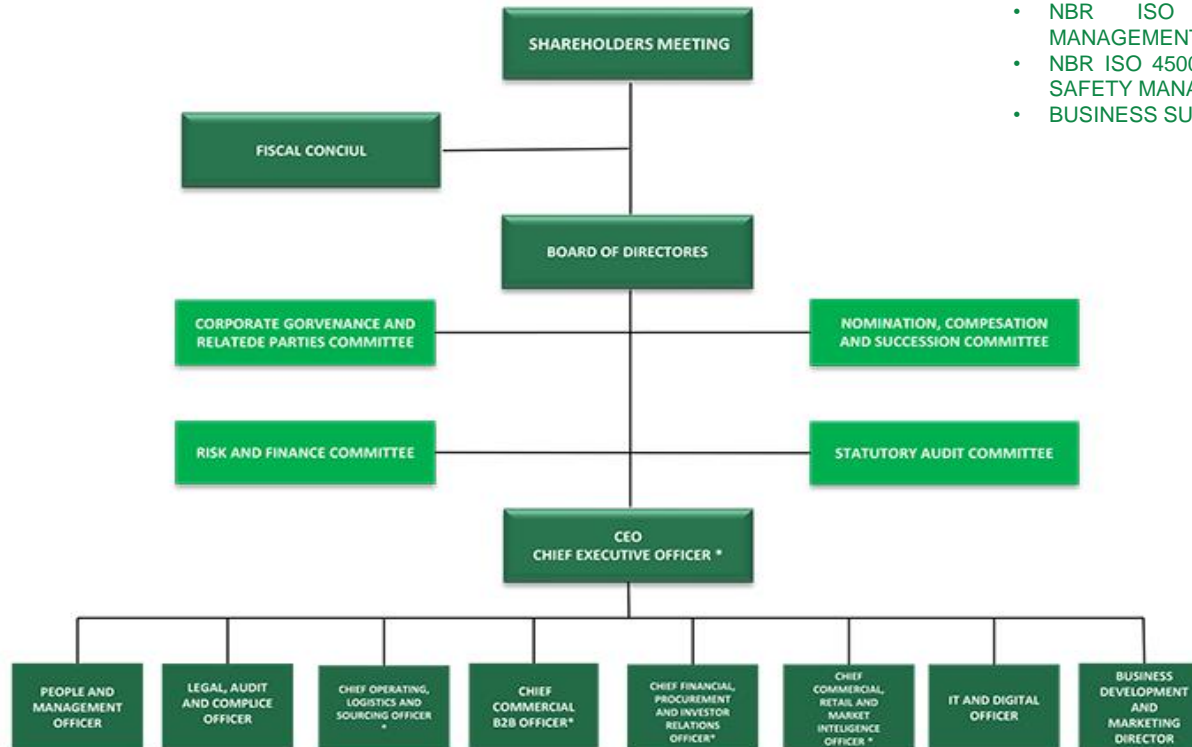 • NBR ISO
MANAGEMENT
• NBR ISO 4500
SAFETY MANA
• BUSINESS SU
SHAREHOLDERS MEETING
FISCAL CONCIUL
BOARD OF DIRECTORES
CORPORATE GORVENANCE AND
RELATEDE PARTIES COMMITTEE
NOMINATION, COMPESATION
AND SUCCESSION COMMITTEE
RISK AND FINANCE COMMITTEE
STATUTORY AUDIT COMMITTEE
CEO
CHIEF EXECUTIVE OFFICER *
PEOPLE AND
MANAGEMENT
OFFICER
LEGAL, AUDIT
AND COMPLICE
OFFICER
CHIEF OPERATING,
LOGISTICS AND
SOURCING OFFICER
*
CHIEF
COMMERCIAL
B2B OFFICER*
CHIEF FINANCIAL,
PROCUREMENT
AND INVESTOR
RELATIONS
OFFICER*
CHIEF
COMMERCIAL,
RETAIL AND
MARKET
INTELIGENCE
OFFICER *
IT AND DIGITAL
OFFICER
BUSINESS
DEVELOPMENT
AND
MARKETING
DIRECTOR